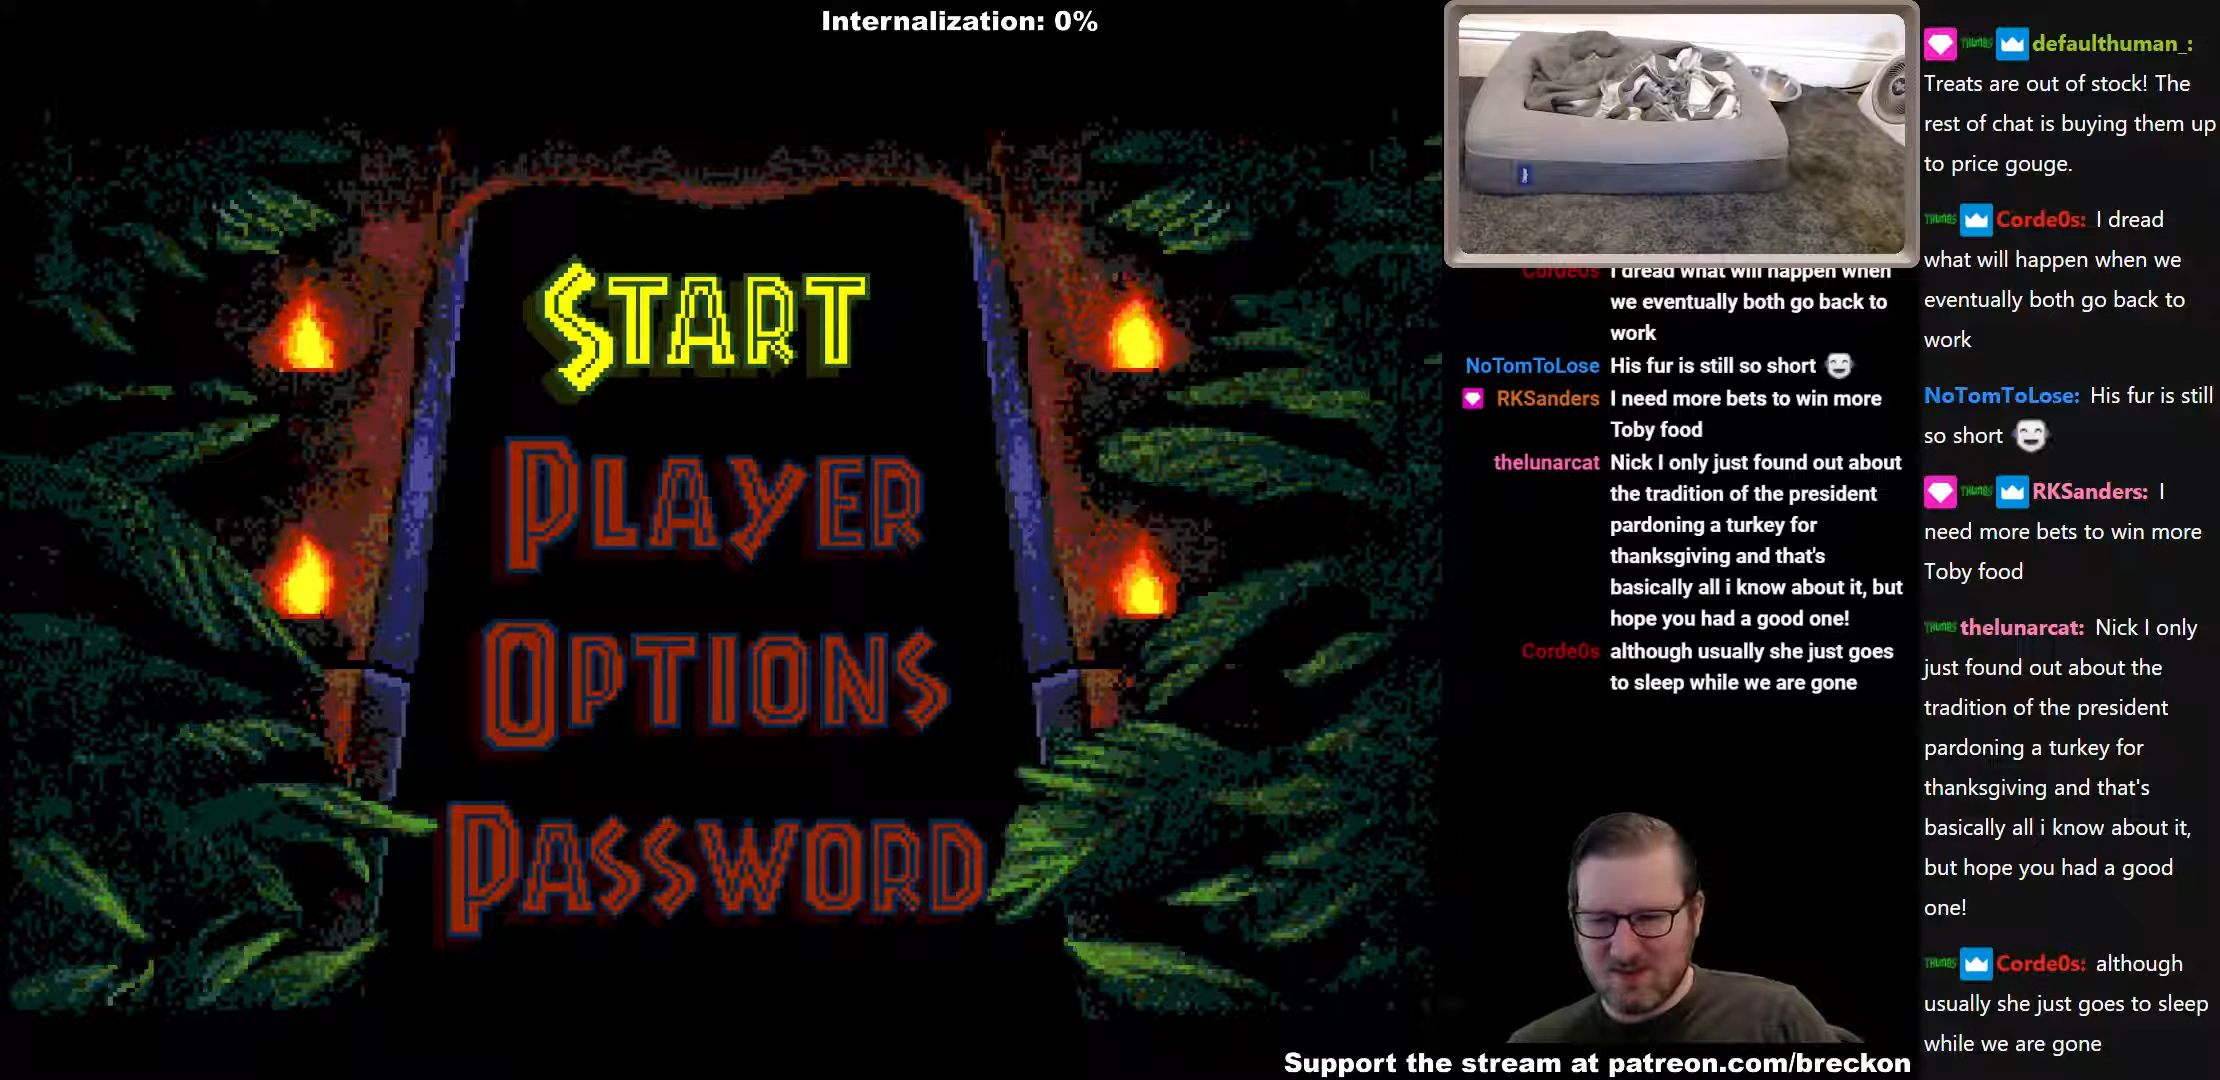 Internalization: 0%
START
PLAYER
OPTIONS
PASSWORD
Corde0s I dread what will happen when
we eventually both go back to
work
NoTomToLose His fur is still so short
RKSanders I need more bets to win more
Toby food
thelunarcat Nick I only just found out about
the tradition of the president
pardoning a turkey for
thanksgiving and that's
basically all i know about it, but
hope you had a good one!
Corde0s although usually she just goes
to sleep while we are gone
Support the stream at patreon.com/breckon
THUMBS defaulthuman_:
Treats are out of stock! The
rest of chat is buying them up
to price gouge.
THUMBS Corde0s: I dread
what will happen when we
eventually both go back to
work
NoTomToLose: His fur is still
so short
THUMBS RKSanders: I
need more bets to win more
Toby food
THUMBS thelunarcat: Nick I only
just found out about the
tradition of the president
pardoning a turkey for
thanksgiving and that's
basically all i know about it,
but hope you had a good
one!
THUMBS Corde0s: although
usually she just goes to sleep
while we are gone